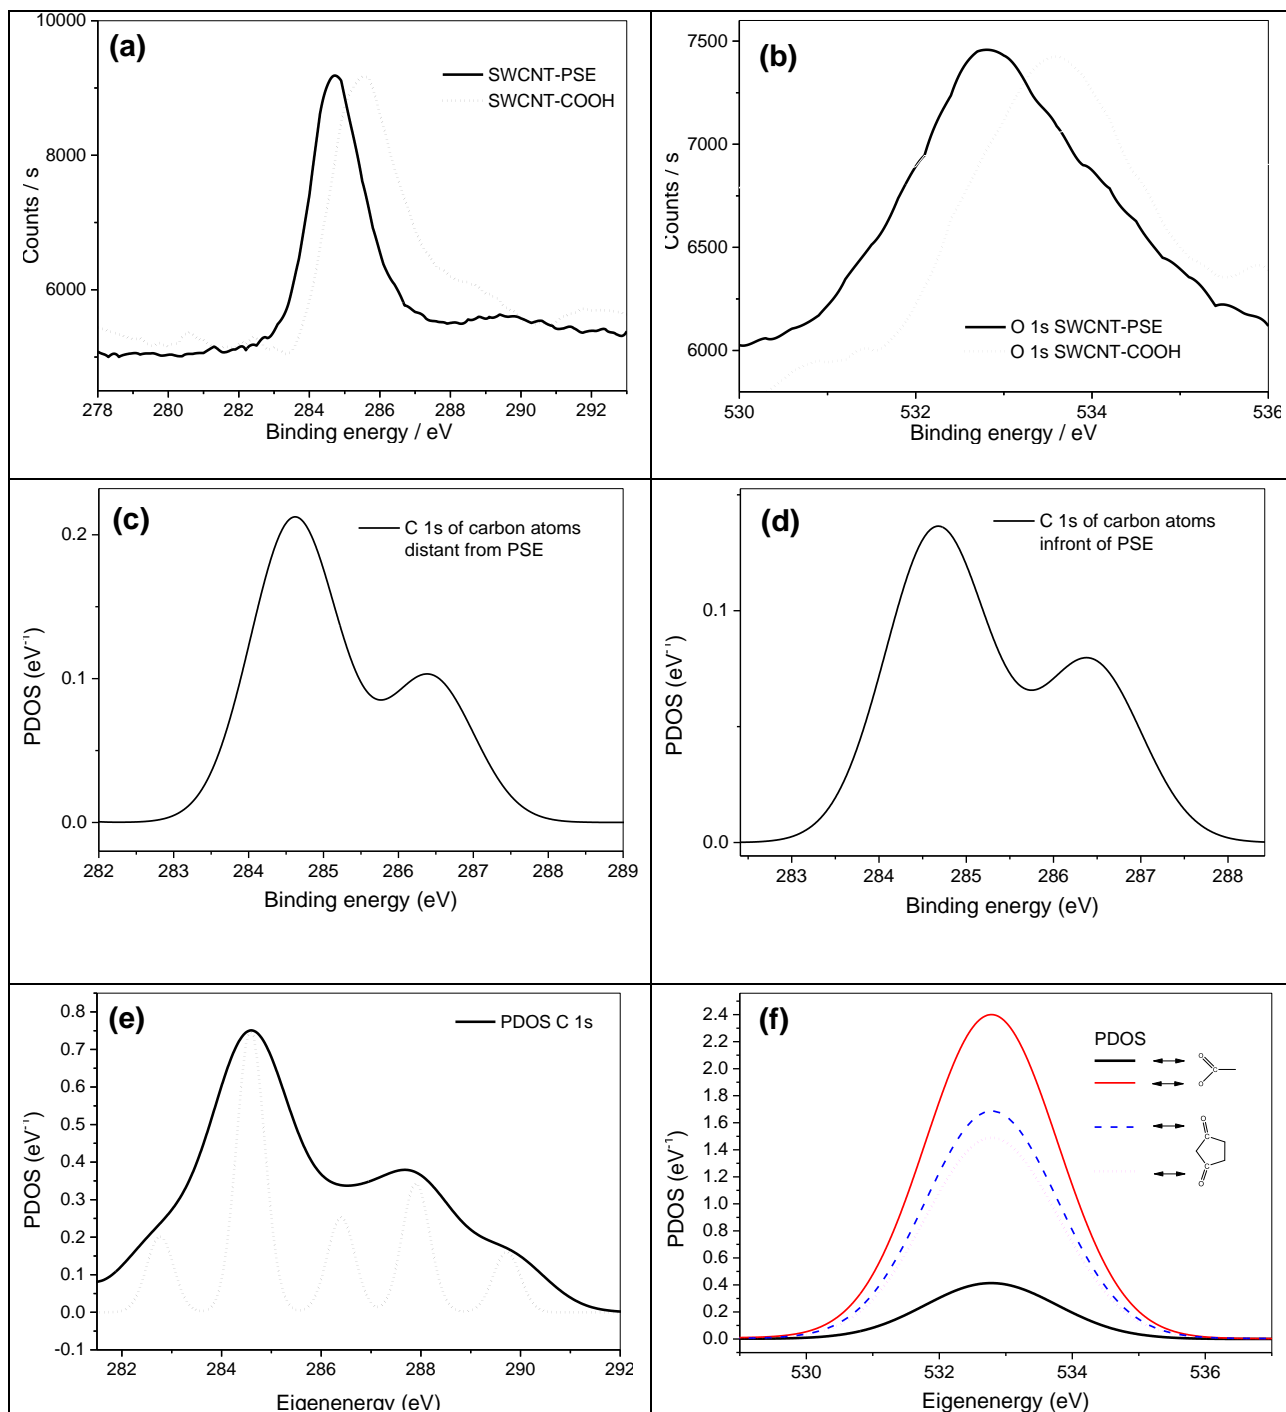 (a)
SWCNT-PSE
SWCNT-COOH
10000
8000
6000
Counts / s
278 280 282 284 286 288 290 292
Binding energy / eV
(b)
7500
7000
6500
6000
Counts / s
O 1s SWCNT-PSE
O 1s SWCNT-COOH
530 532 534 536
Binding energy / eV
(c)
C 1s of carbon atoms
distant from PSE
0.2
0.1
0.0
PDOS (eV⁻¹)
282 283 284 285 286 287 288 289
Binding energy (eV)
(d)
C 1s of carbon atoms
infront of PSE
0.1
0.0
PDOS (eV⁻¹)
283 284 285 286 287 288
Binding energy (eV)
(e)
PDOS C 1s
0.8
0.7
0.6
0.5
0.4
0.3
0.2
0.1
0.0
-0.1
PDOS (eV⁻¹)
282 284 286 288 290 292
Eigenenergy (eV)
(f)
PDOS
O
C
O
O
C
C
O
2.4
2.2
2.0
1.8
1.6
1.4
1.2
1.0
0.8
0.6
0.4
0.2
0.0
PDOS (eV⁻¹)
530 532 534 536
Eigenenergy (eV)